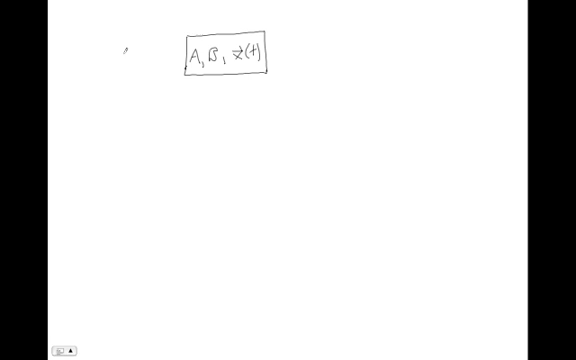 A, B, x⃗(t)